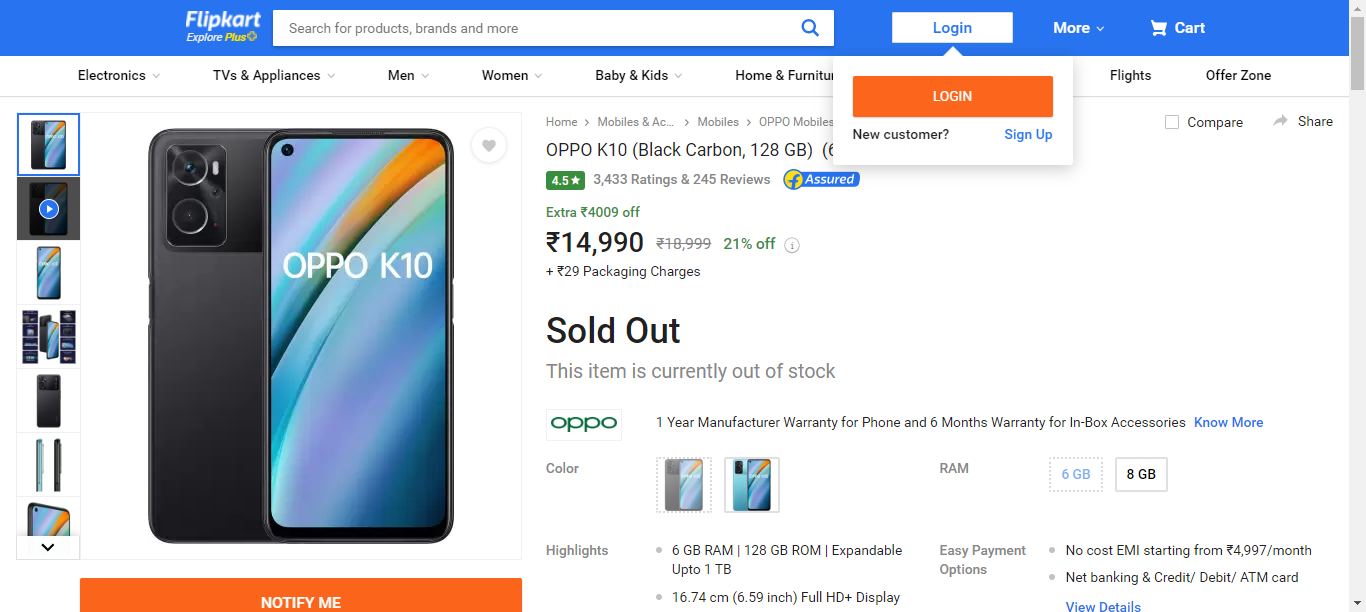 Flipkart
Explore Plus
Search for products, brands and more
Login
More
Cart
Electronics
TVs & Appliances
Men
Women
Baby & Kids
Home & Furnitu
Flights
Offer Zone
LOGIN
New customer? Sign Up
Home
Mobiles & Ac...
Mobiles
OPPO Mobiles
Compare
Share
OPPO K10 (Black Carbon, 128 GB) (6
4.5★ 3,433 Ratings & 245 Reviews
Assured
Extra ₹4009 off
₹14,990 ₹18,999 21% off
+ ₹29 Packaging Charges
OPPO K10
Sold Out
This item is currently out of stock
oppo
1 Year Manufacturer Warranty for Phone and 6 Months Warranty for In-Box Accessories Know More
Color
RAM
6 GB
8 GB
Highlights
6 GB RAM | 128 GB ROM | Expandable
Upto 1 TB
16.74 cm (6.59 inch) Full HD+ Display
Easy Payment
Options
No cost EMI starting from ₹4,997/month
Net banking & Credit/ Debit/ ATM card
View Details
NOTIFY ME